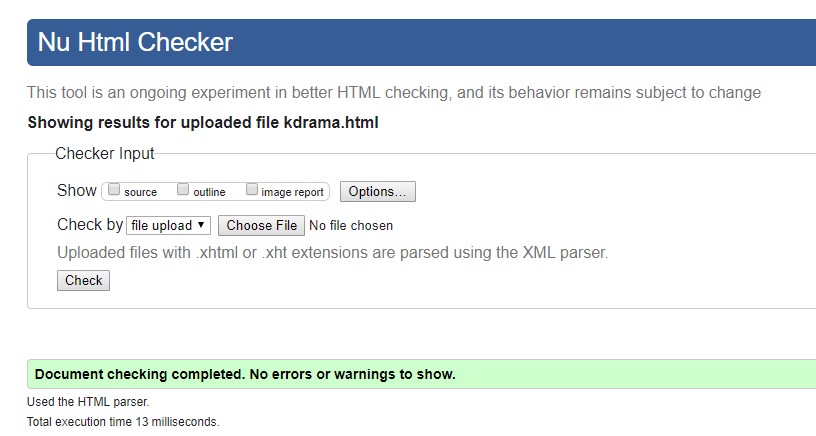 Nu Html Checker
This tool is an ongoing experiment in better HTML checking, and its behavior remains subject to change
Showing results for uploaded file kdrama.html
Checker Input
Show source outline image report Options...
Check by file upload Choose File No file chosen
Uploaded files with .xhtml or .xht extensions are parsed using the XML parser.
Check
Document checking completed. No errors or warnings to show.
Used the HTML parser.
Total execution time 13 milliseconds.